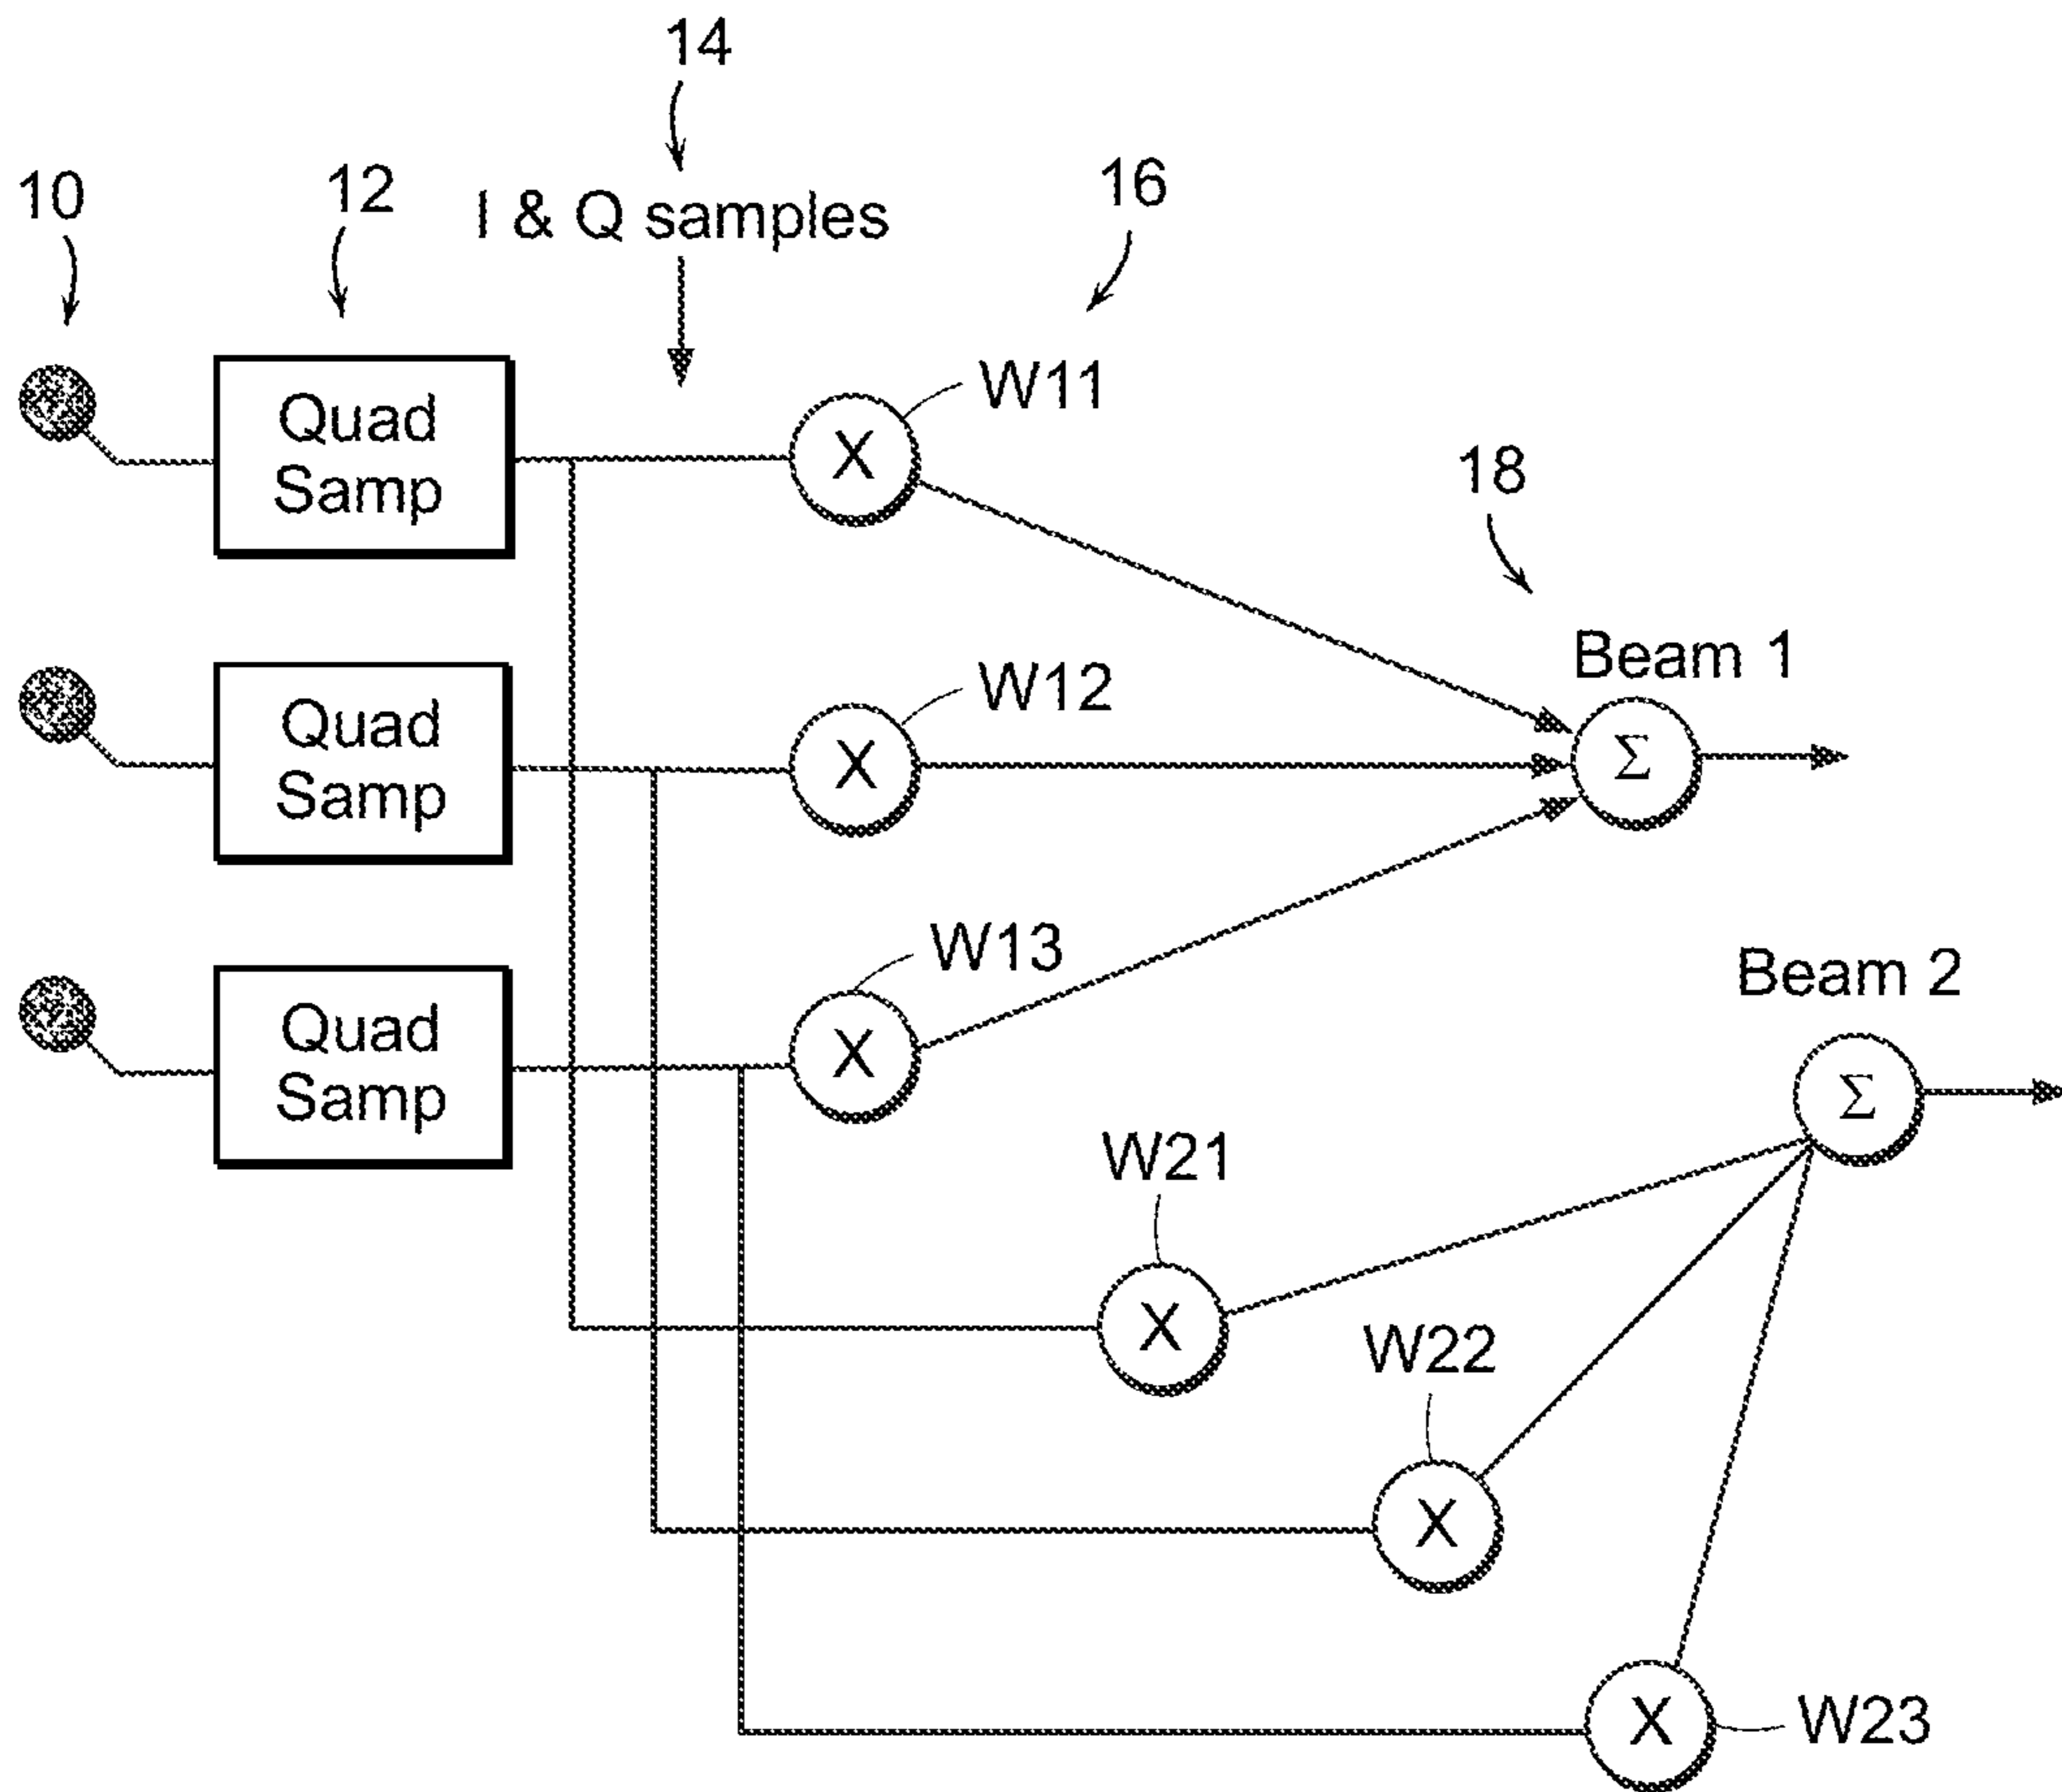 14
10
12
I & Q samples
16
Quad
Samp
X
W11
18
Beam 1
Quad
Samp
X
W12
Σ
W13
Beam 2
Quad
Samp
X
Σ
W21
X
W22
X
X
W23